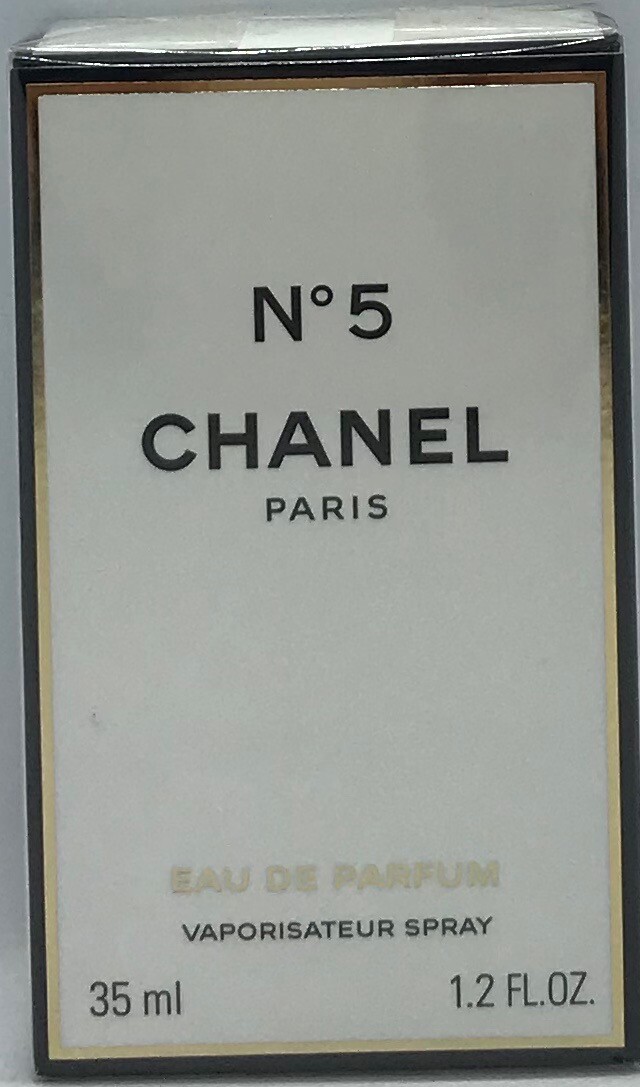 N°5
CHANEL
PARIS
EAU DE PARFUM
VAPORISATEUR SPRAY
35 ml 1.2 FL.OZ.